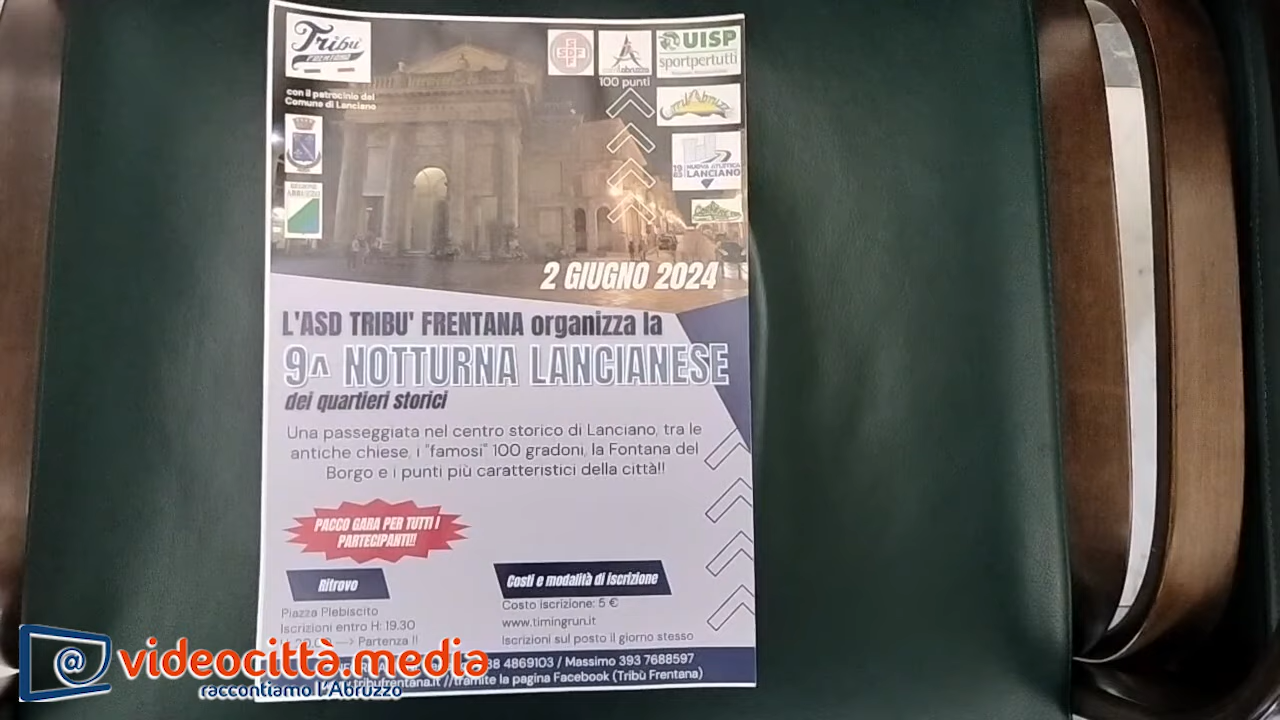 Tribù
FRENTANA
con il patrocinio del
Comune di Lanciano
REGIONE
ABRUZZO
100 punti
UISP
sportpertutti
NUOVA ATLETICA
LANCIANO
2 GIUGNO 2024
L'ASD TRIBU' FRENTANA organizza la
9^ NOTTURNA LANCIANESE
dei quartieri storici
Una passeggiata nel centro storico di Lanciano, tra le
antiche chiese, i "famosi" 100 gradoni, la Fontana del
Borgo e i punti più caratteristici della città!!
PACCO GARA PER TUTTI I
PARTECIPANTI!!
Ritrovo
Piazza Plebiscito
Iscrizioni entro H: 19.30
Partenza !!
Costi e modalità di iscrizione
Costo iscrizione: 5 €
www.timingrun.it
Iscrizioni sul posto il giorno stesso
4869103 / Massimo 393 7688597
.tribufrentana.it //tramite la pagina Facebook (Tribù Frentana)
@ videocittà.media
raccontiamo l'Abruzzo